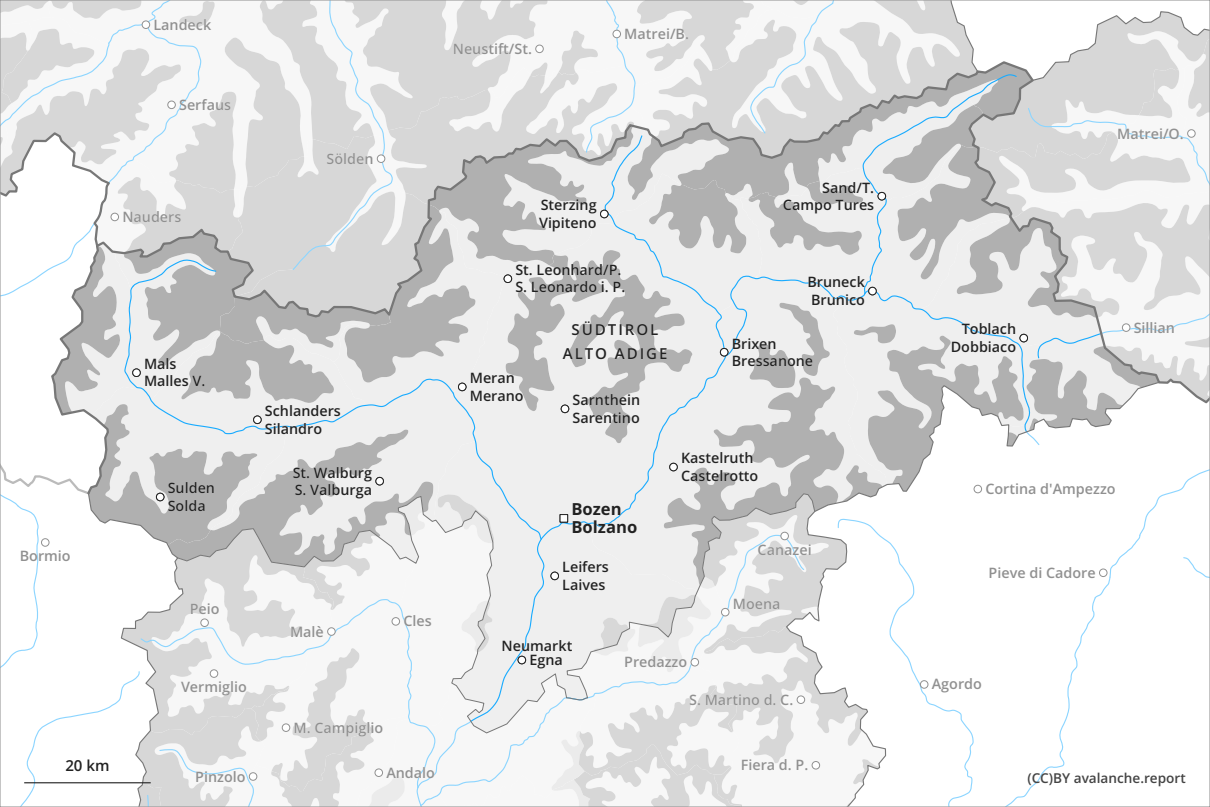 Landeck
Neustift/St.
Matrei/B.
Serfaus
Matrei/O.
Sölden
Sand/T.
Campo Tures
Nauders
Sterzing
Vipiteno
St. Leonhard/P.
S. Leonardo i. P.
Bruneck
Brunico
SÜDTIROL
ALTO ADIGE
Toblach
Dobbiaco
Sillian
Brixen
Bressanone
Mals
Malles V.
Meran
Merano
Schlanders
Silandro
Sarnthein
Sarentino
Kastelruth
Castelrotto
St. Walburg
S. Valburga
Sulden
Solda
Cortina d'Ampezzo
Bozen
Bolzano
Bormio
Canazei
Leifers
Laives
Pieve di Cadore
Peio
Moena
Malè
Cles
Neumarkt
Egna
Predazzo
Vermiglio
Agordo
S. Martino d. C.
M. Campiglio
20 km
Fiera d. P.
Pinzolo
Andalo
(CC)BY avalanche.report